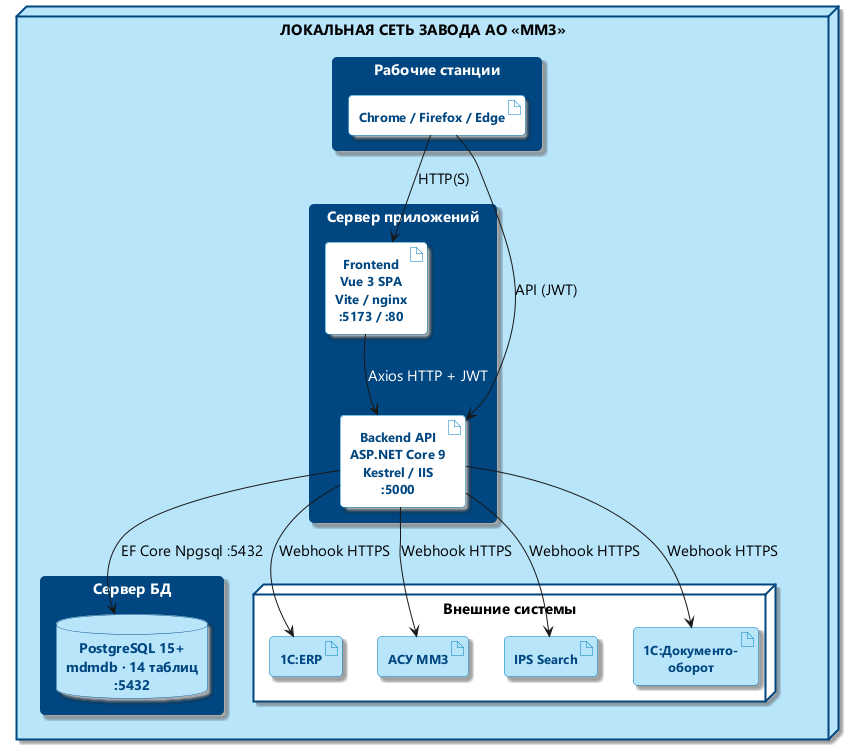 ЛОКАЛЬНАЯ СЕТЬ ЗАВОДА АО «ММЗ»
Рабочие станции
Chrome / Firefox / Edge
HTTP(S)
Сервер приложений
Frontend
Vue 3 SPA
Vite / nginx
:5173 / :80
API (JWT)
Axios HTTP + JWT
Backend API
ASP.NET Core 9
Kestrel / IIS
:5000
EF Core Npgsql :5432
Webhook HTTPS
Webhook HTTPS
Webhook HTTPS
Webhook HTTPS
Сервер БД
PostgreSQL 15+
mdmdb · 14 таблиц
:5432
Внешние системы
1С:ERP
АСУ ММЗ
IPS Search
1С:Документо-
оборот